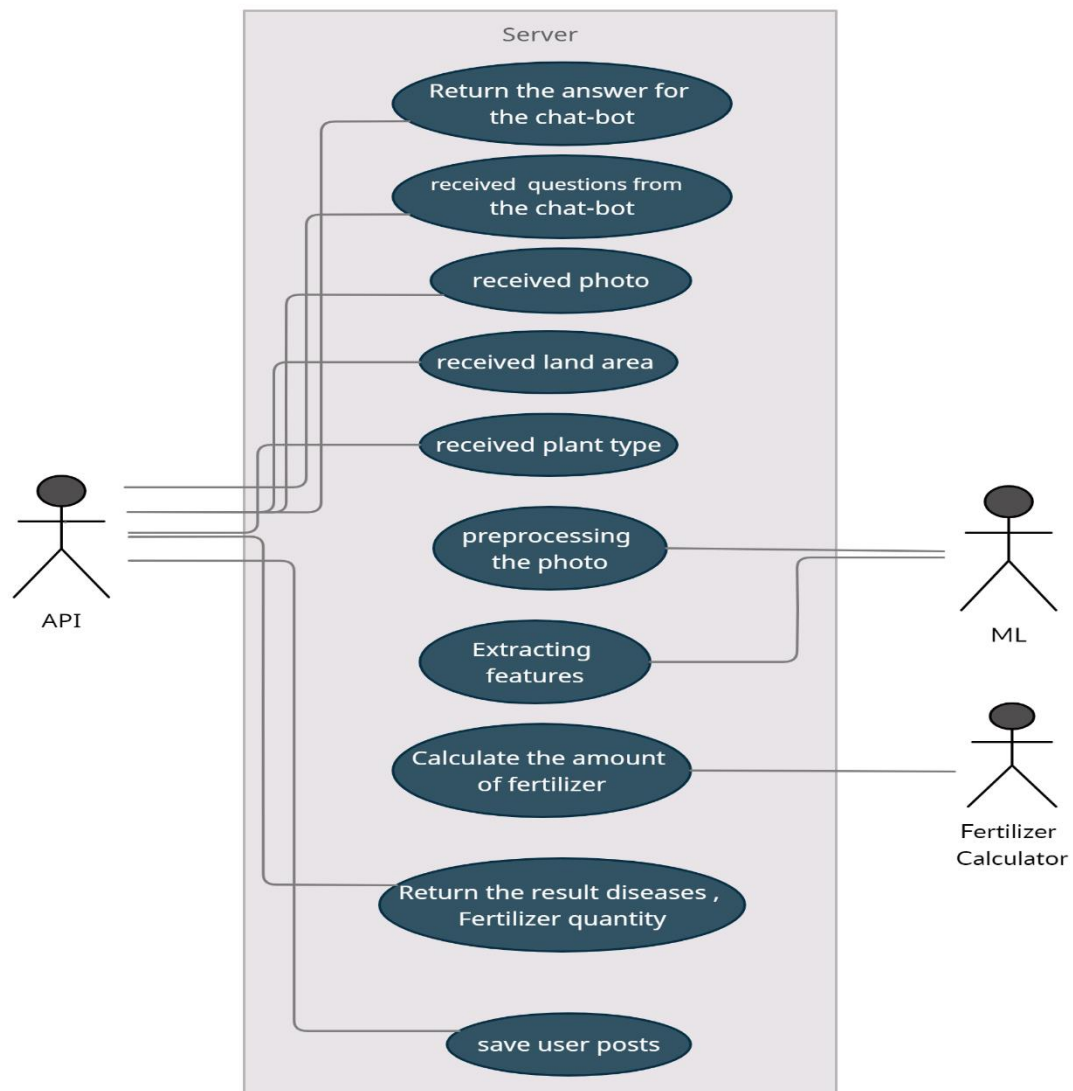 Server
Return the answer for
the chat-bot
received questions from
the chat-bot
received photo
received land area
received plant type
preprocessing
the photo
Extracting
features
Calculate the amount
of fertilizer
Return the result diseases ,
Fertilizer quantity
save user posts
API
ML
Fertilizer
Calculator